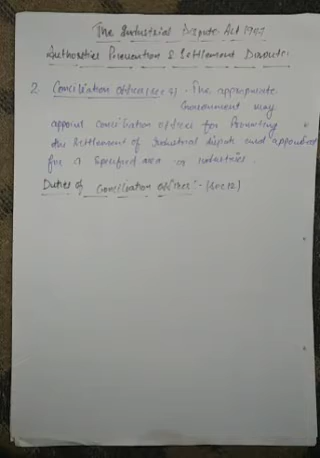 The Industrial Dispute Act 1947
Authorities Prevention & Settlement Dispute:
2. Conciliation Officer (sec 4) - The appropriate
Government may
appoint conciliation officer for Promoting
the Settlement of Industrial dispute and appointed
for a Specified area or industries.
Duties of Conciliation officer :- (Sec 12)